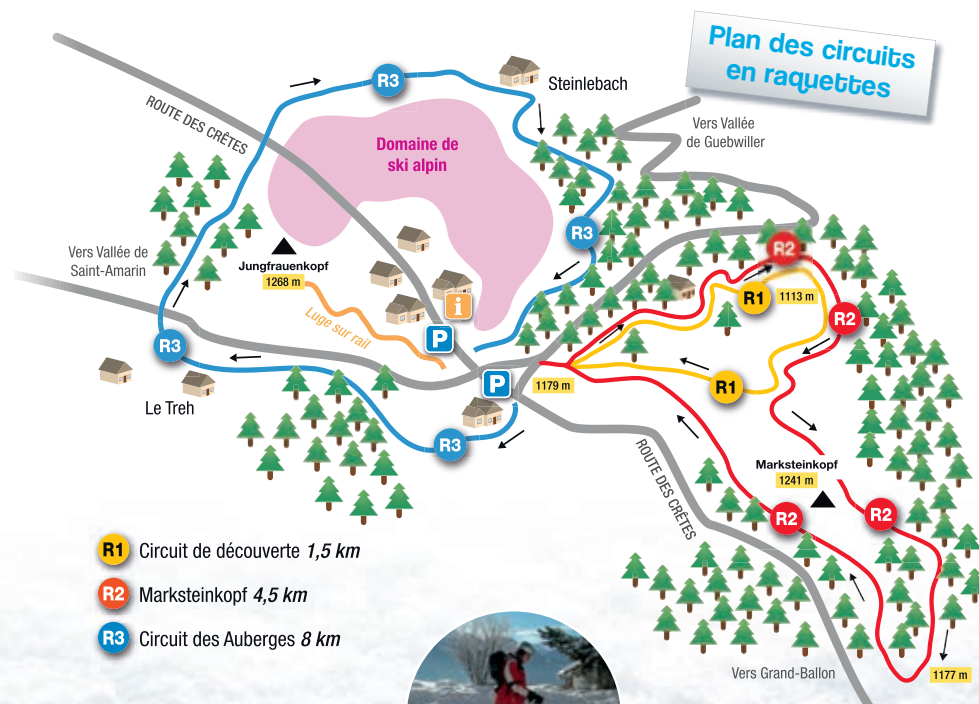 Plan des circuits
en raquettes
R3
Steinlebach
ROUTE DES CRÊTES
Vers Vallée
de Guebwiller
Domaine de
ski alpin
R3
R2
Vers Vallée de
Saint-Amarin
Jungfrauenkopf
1268 m
R1
1113 m
i
Luge sur rail
R2
P
R3
P
1179 m
R1
Le Treh
R3
ROUTE DES CRÊTES
Marksteinkopf
1241 m
R2
R2
R1 Circuit de découverte 1,5 km
R2 Marksteinkopf 4,5 km
R3 Circuit des Auberges 8 km
Vers Grand-Ballon
1177 m